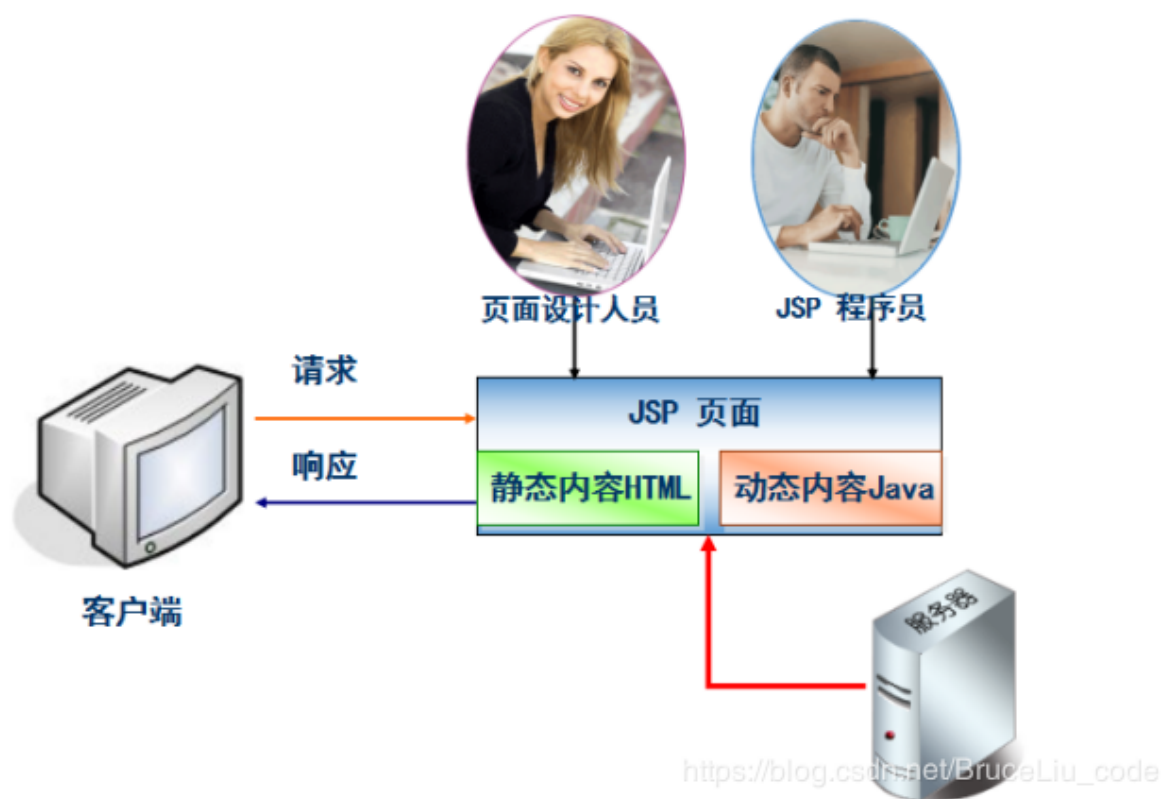 页面设计人员
JSP 程序员
请求
JSP 页面
响应
静态内容HTML
动态内容Java
客户端
服务器
https://blog.csdn.net/BruceLiu_code